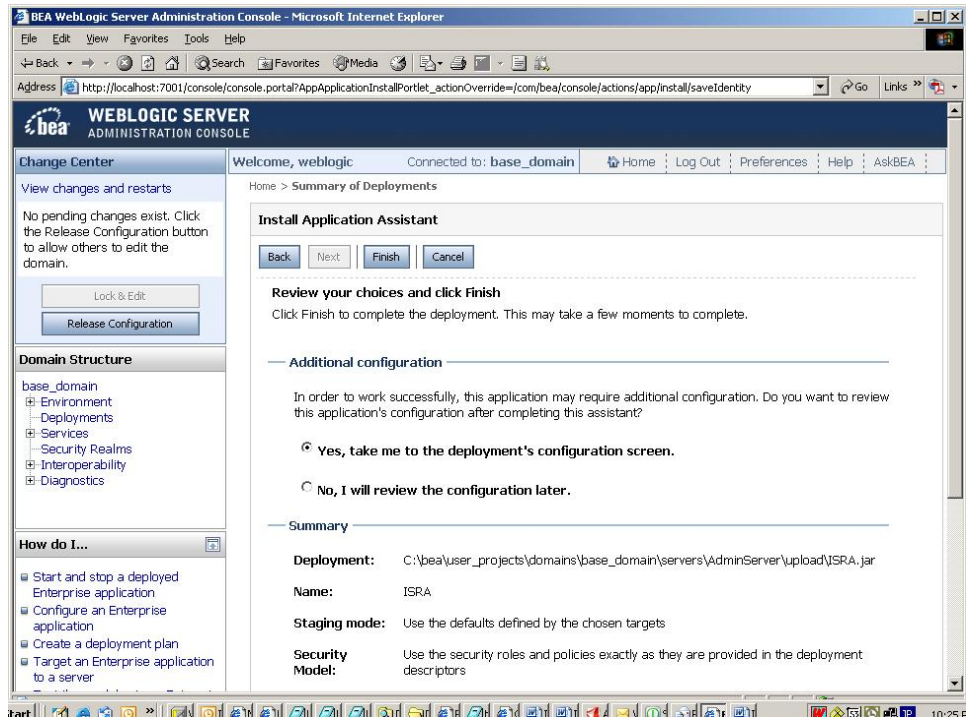 BEA WebLogic Server Administration Console - Microsoft Internet Explorer
File Edit View Favorites Tools Help
Back Search Favorites Media
Address http://localhost:7001/console/console.portal?AppApplicationInstallPortlet_actionOverride=/com/bea/console/actions/app/install/saveIdentity Go Links »
bea WEBLOGIC SERVER
ADMINISTRATION CONSOLE
Change Center
View changes and restarts
No pending changes exist. Click
the Release Configuration button
to allow others to edit the
domain.
Lock & Edit
Release Configuration
Domain Structure
base_domain
Environment
Deployments
Services
Security Realms
Interoperability
Diagnostics
How do I...
Start and stop a deployed
Enterprise application
Configure an Enterprise
application
Create a deployment plan
Target an Enterprise application
to a server
Welcome, weblogic Connected to: base_domain Home Log Out Preferences Help AskBEA
Home > Summary of Deployments
Install Application Assistant
Back Next Finish Cancel
Review your choices and click Finish
Click Finish to complete the deployment. This may take a few moments to complete.
Additional configuration
In order to work successfully, this application may require additional configuration. Do you want to review
this application's configuration after completing this assistant?
Yes, take me to the deployment's configuration screen.
No, I will review the configuration later.
Summary
Deployment: C:\bea\user_projects\domains\base_domain\servers\AdminServer\upload\ISRA.jar
Name: ISRA
Staging mode: Use the defaults defined by the chosen targets
Security Use the security roles and policies exactly as they are provided in the deployment
Model: descriptors